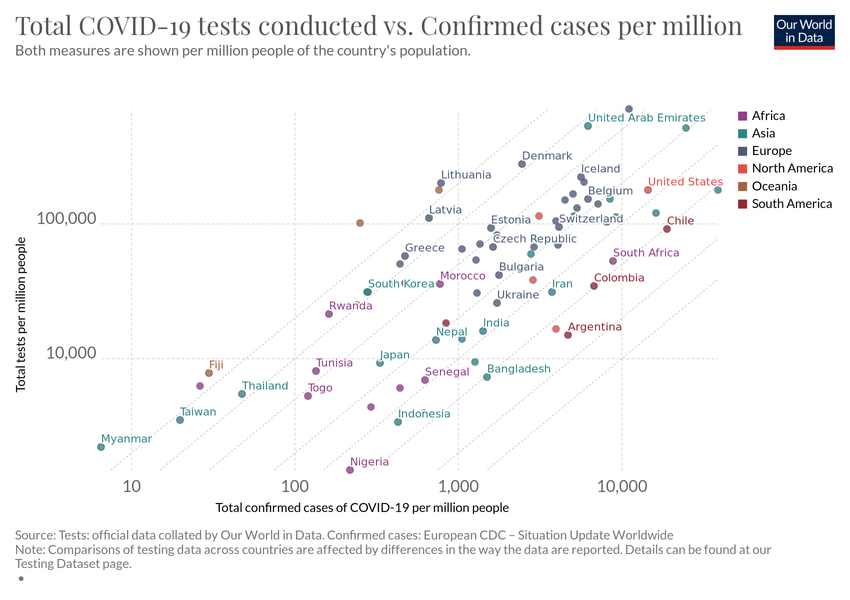 Total COVID-19 tests conducted vs. Confirmed cases per million
Both measures are shown per million people of the country's population.
Our World
in Data
United Arab Emirates
Africa
Asia
Europe
North America
Oceania
South America
Denmark
Iceland
Lithuania
United States
Belgium
Latvia
100,000
Estonia
Switzerland
Chile
Czech Republic
Greece
South Africa
Bulgaria
Morocco
Colombia
South Korea
Iran
Ukraine
Rwanda
India
Argentina
Nepal
10,000
Japan
Fiji
Tunisia
Bangladesh
Senegal
Thailand
Togo
Taiwan
Indonesia
Myanmar
Nigeria
Total tests per million people
10
100
1,000
10,000
Total confirmed cases of COVID-19 per million people
Source: Tests: official data collated by Our World in Data. Confirmed cases: European CDC – Situation Update Worldwide
Note: Comparisons of testing data across countries are affected by differences in the way the data are reported. Details can be found at our
Testing Dataset page.